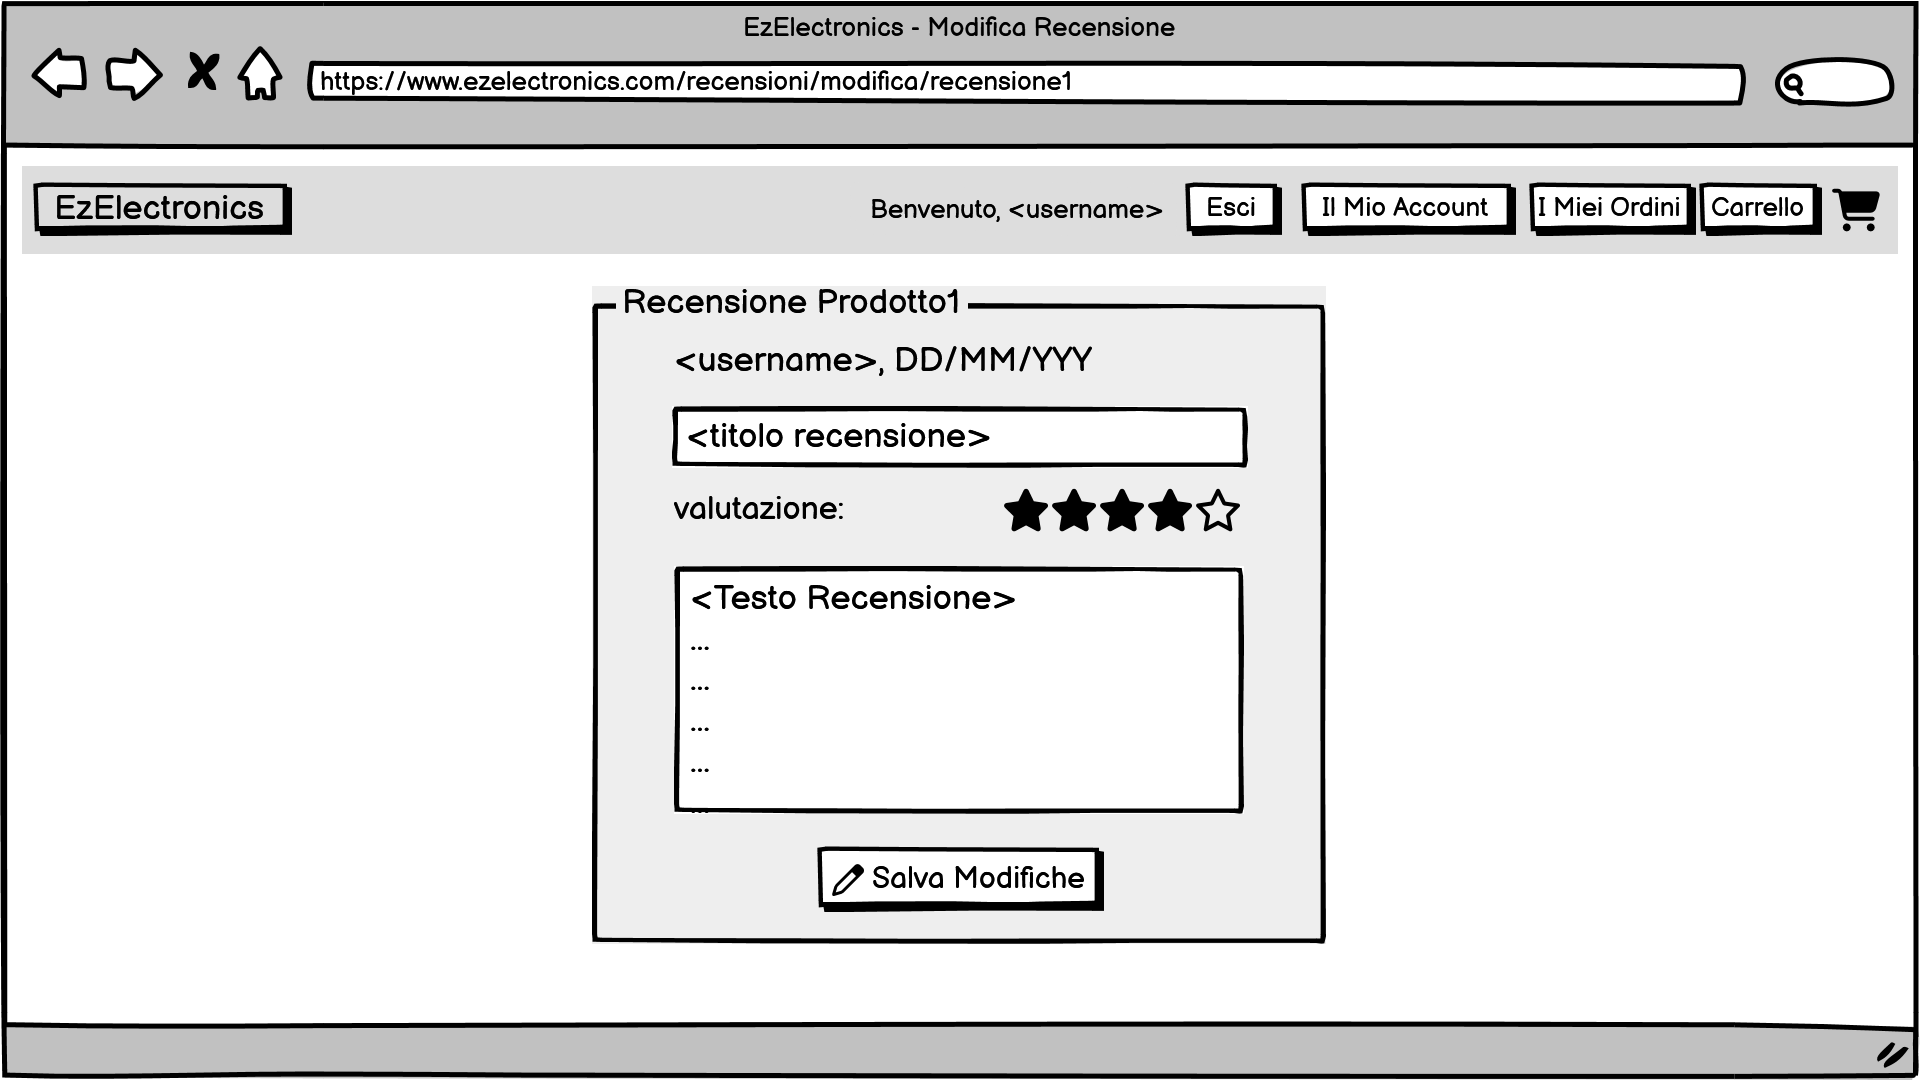 EzElectronics - Modifica Recensione
https://www.ezelectronics.com/recensioni/modifica/recensione1
EzElectronics
Benvenuto, <username>
Esci
Il Mio Account
I Miei Ordini
Carrello
Recensione Prodotto1
<username>, DD/MM/YYY
<titolo recensione>
valutazione:
<Testo Recensione>
...
...
...
...
...
Salva Modifiche